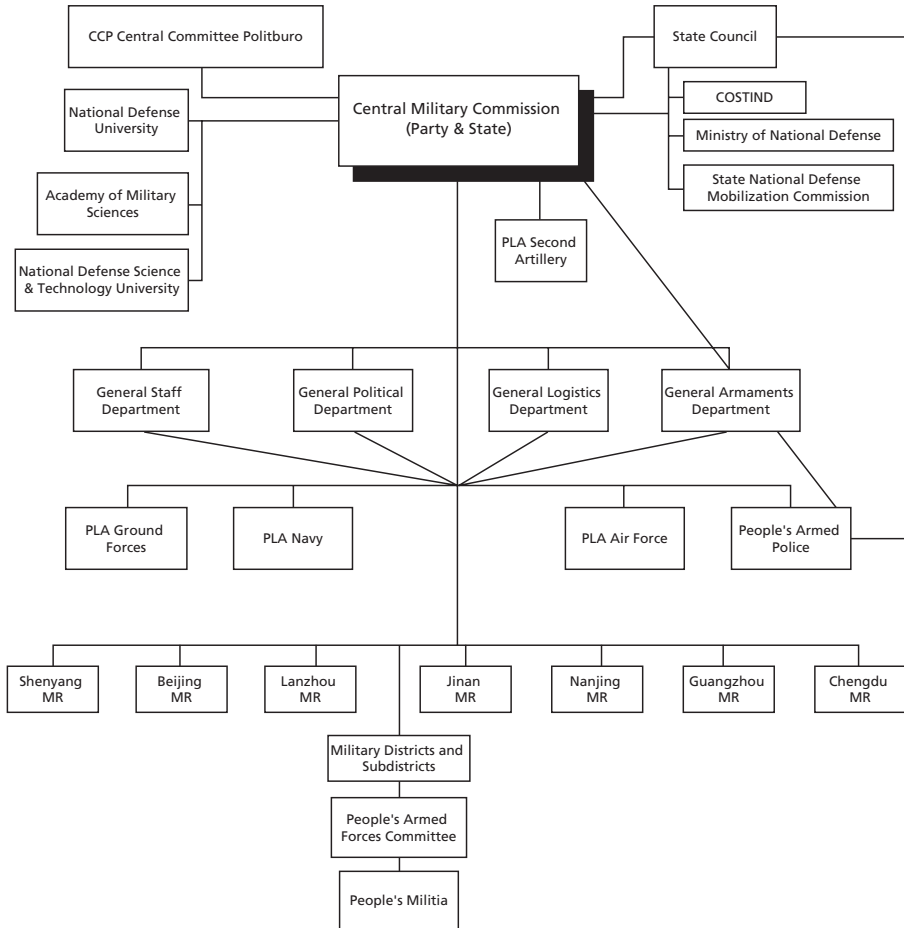 CCP Central Committee Politburo
State Council
Central Military Commission
(Party & State)
National Defense
University
COSTIND
Ministry of National Defense
Academy of Military
Sciences
State National Defense
Mobilization Commission
PLA Second
Artillery
National Defense Science
& Technology University
General Staff
Department
General Political
Department
General Logistics
Department
General Armaments
Department
PLA Ground
Forces
PLA Navy
PLA Air Force
People's Armed
Police
Shenyang
MR
Beijing
MR
Lanzhou
MR
Jinan
MR
Nanjing
MR
Guangzhou
MR
Chengdu
MR
Military Districts and
Subdistricts
People's Armed
Forces Committee
People's Militia